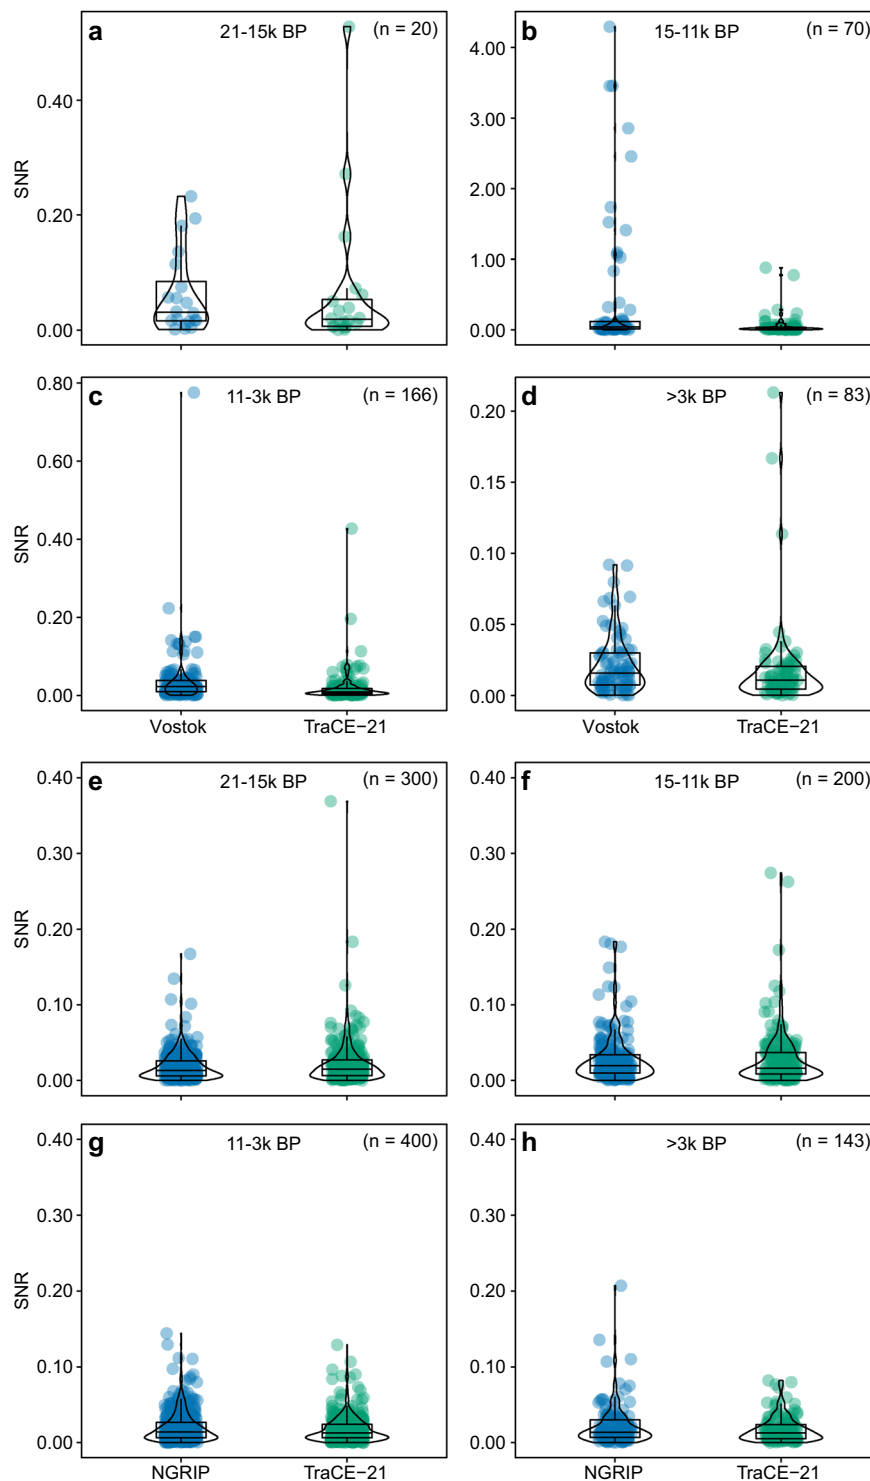 a 21-15k BP (n = 20)
b 15-11k BP (n = 70)
SNR
0.40
0.20
0.00
4.00
3.00
2.00
1.00
0.00
c 11-3k BP (n = 166)
d >3k BP (n = 83)
SNR
0.80
0.60
0.40
0.20
0.00
0.20
0.15
0.10
0.05
0.00
Vostok TraCE−21
Vostok TraCE−21
e 21-15k BP (n = 300)
f 15-11k BP (n = 200)
SNR
0.40
0.30
0.20
0.10
0.00
0.40
0.30
0.20
0.10
0.00
g 11-3k BP (n = 400)
h >3k BP (n = 143)
SNR
0.40
0.30
0.20
0.10
0.00
0.40
0.30
0.20
0.10
0.00
NGRIP TraCE−21
NGRIP TraCE−21